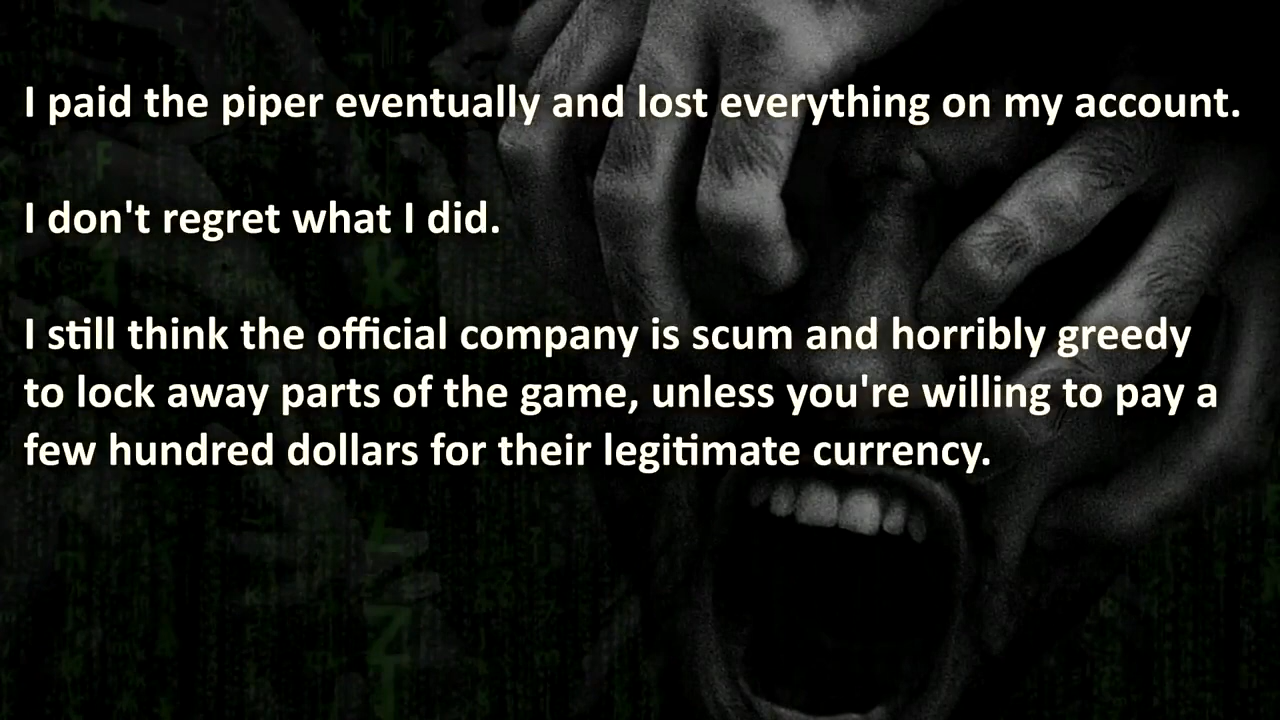 I paid the piper eventually and lost everything on my account.
I don't regret what I did.
I still think the official company is scum and horribly greedy
to lock away parts of the game, unless you're willing to pay a
few hundred dollars for their legitimate currency.